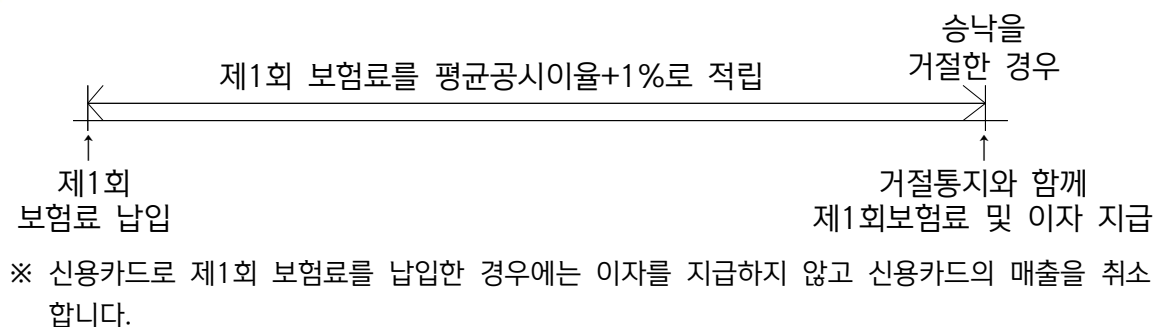 승낙을
거절한 경우
제1회 보험료를 평균공시이율+1%로 적립
제1회
보험료 납입
거절통지와 함께
제1회보험료 및 이자 지급
※ 신용카드로 제1회 보험료를 납입한 경우에는 이자를 지급하지 않고 신용카드의 매출을 취소
합니다.